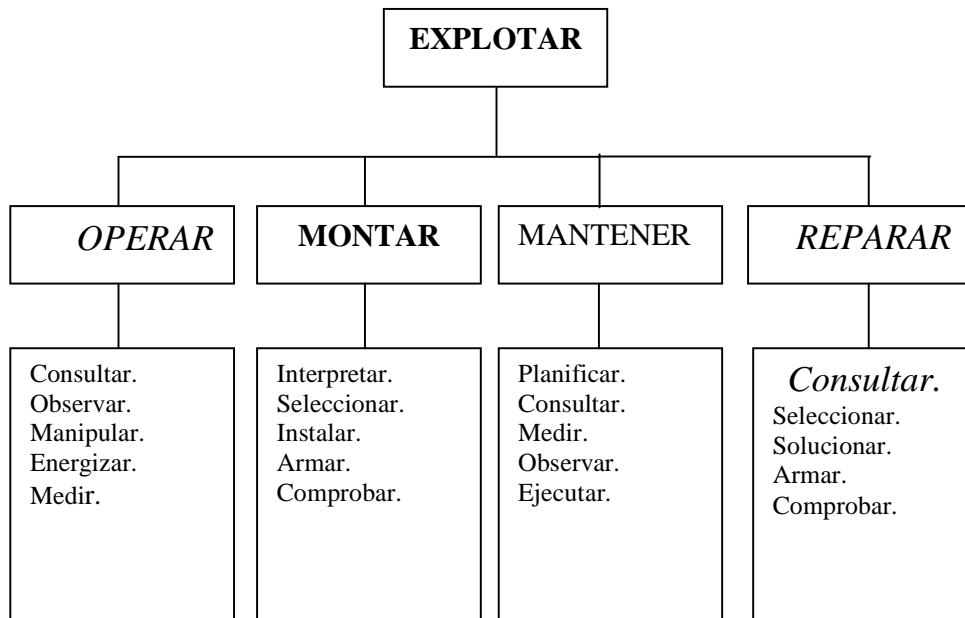 EXPLOTAR
OPERAR
MONTAR
MANTENER
REPARAR
Consultar.
Observar.
Manipular.
Energizar.
Medir.
Interpretar.
Seleccionar.
Instalar.
Armar.
Comprobar.
Planificar.
Consultar.
Medir.
Observar.
Ejecutar.
Consultar.
Seleccionar.
Solucionar.
Armar.
Comprobar.